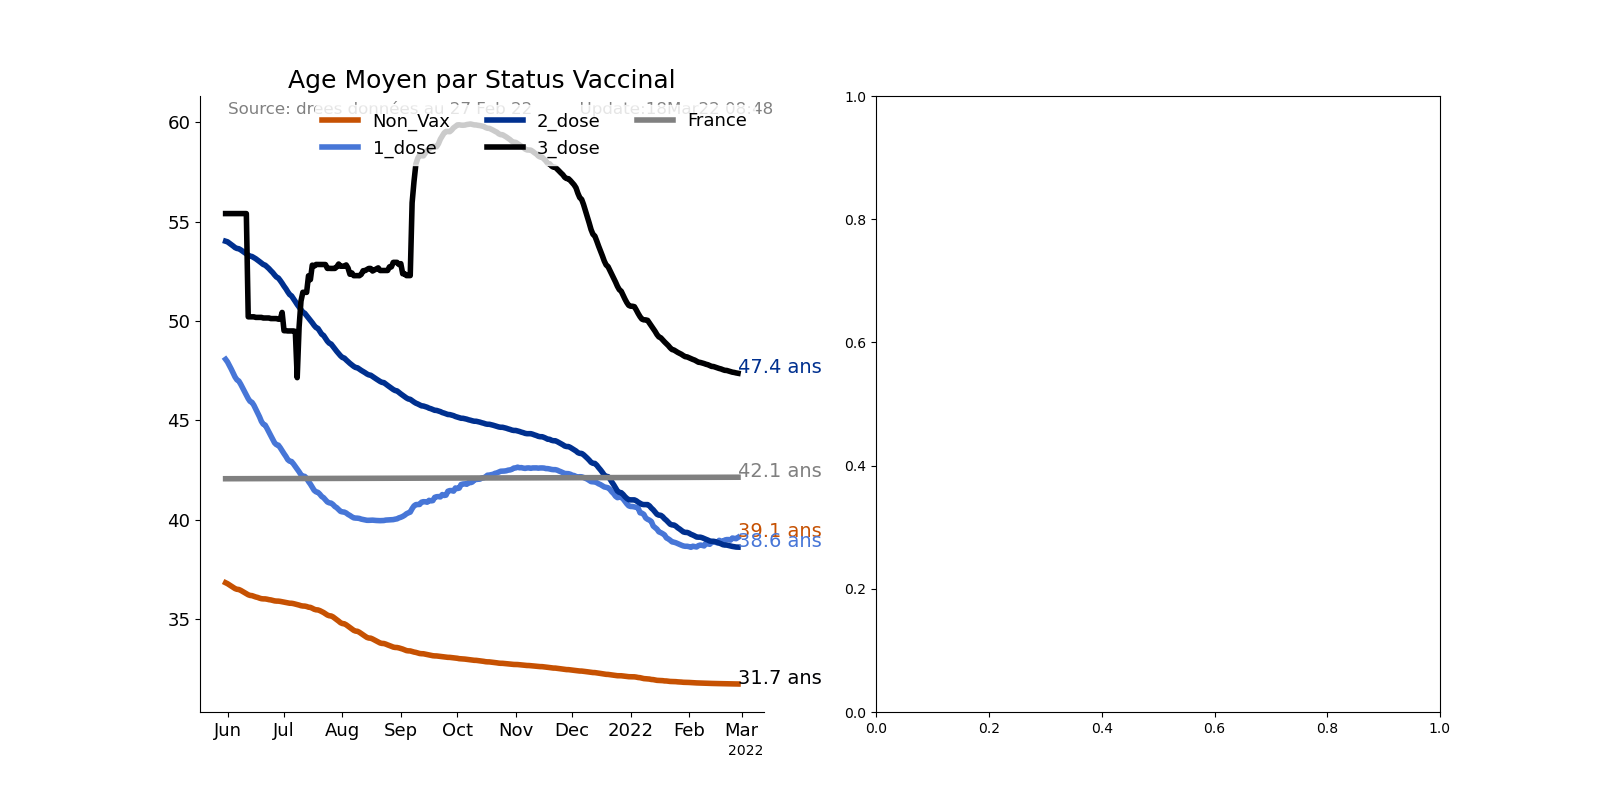 Age Moyen par Status Vaccinal
Source: drees données au 27 Feb 22 Update:18Mar22 08:48
Non_Vax 2_dose France
1_dose 3_dose
60
55
50
45
40
35
47.4 ans
42.1 ans
39.1 ans
38.6 ans
31.7 ans
Jun Jul Aug Sep Oct Nov Dec 2022 Feb Mar
2022
1.0
0.8
0.6
0.4
0.2
0.0
0.0 0.2 0.4 0.6 0.8 1.0